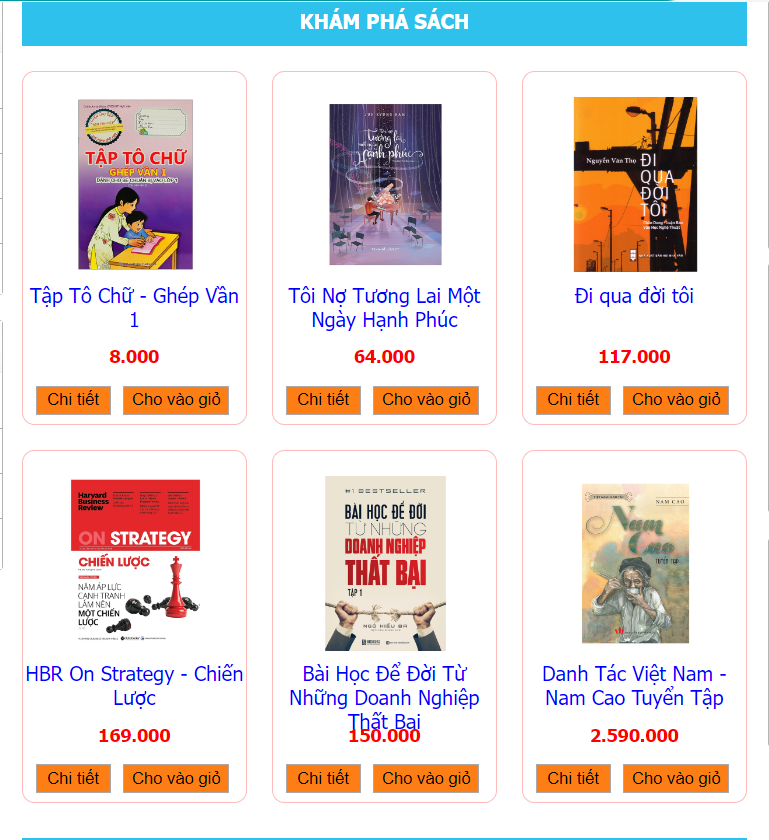 KHÁM PHÁ SÁCH
TẬP TÔ CHỮ
GHÉP VẦN 1
Tương lai
Hạnh phúc
Nguyễn Văn Thọ
ĐI
QUA
ĐỜI
TÔI
Tập Tô Chữ - Ghép Vần
1
Tôi Nợ Tương Lai Một
Ngày Hạnh Phúc
Đi qua đời tôi
8.000
64.000
117.000
Chi tiết
Cho vào giỏ
Chi tiết
Cho vào giỏ
Chi tiết
Cho vào giỏ
Harvard
Business
Review
ON STRATEGY
CHIẾN LƯỢC
NĂM ÁP LỰC
CẠNH TRANH
LÀM NÊN
MỘT CHIẾN
LƯỢC
#1 BESTSELLER
BÀI HỌC ĐỂ ĐỜI
TỪ NHỮNG
DOANH NGHIỆP
THẤT BẠI
TẬP 1
NGÔ HIỂU BA
NAM CAO
Nam
Cao
TUYỂN TẬP
HBR On Strategy - Chiến
Lược
Bài Học Để Đời Từ
Những Doanh Nghiệp
Thất Bại
Danh Tác Việt Nam -
Nam Cao Tuyển Tập
169.000
150.000
2.590.000
Chi tiết
Cho vào giỏ
Chi tiết
Cho vào giỏ
Chi tiết
Cho vào giỏ